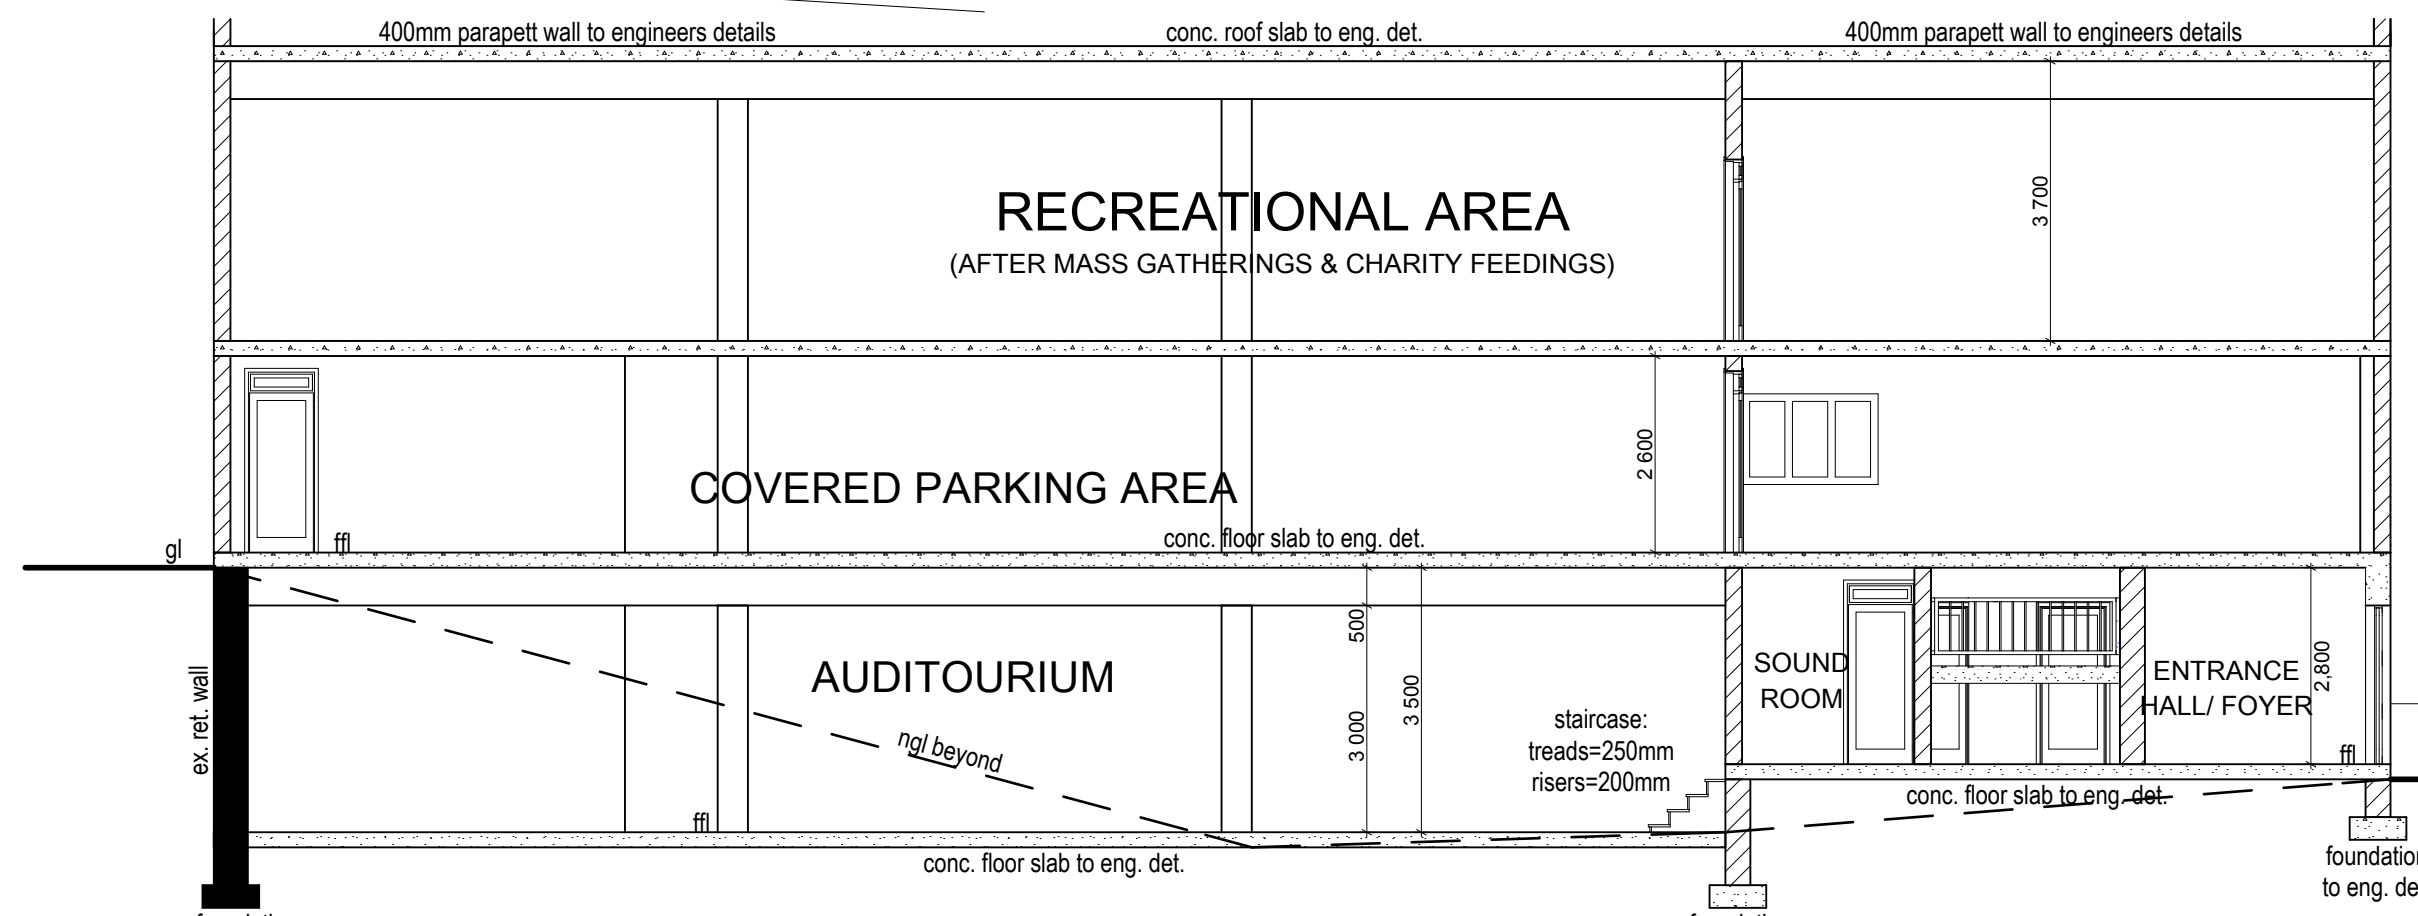 400mm parapett wall to engineers details
conc. roof slab to eng. det.
400mm parapett wall to engineers details
RECREATIONAL AREA
(AFTER MASS GATHERINGS & CHARITY FEEDINGS)
3 700
2 600
COVERED PARKING AREA
conc. floor slab to eng. det.
gl
ffl
500
AUDITOURIUM
SOUND
ROOM
ENTRANCE
HALL/ FOYER
2,800
ex. ret. wall
3 000
3 500
staircase:
treads=250mm
risers=200mm
ngl beyond
ffl
ffl
conc. floor slab to eng. det.
conc. floor slab to eng. det.
foundation
to eng. de